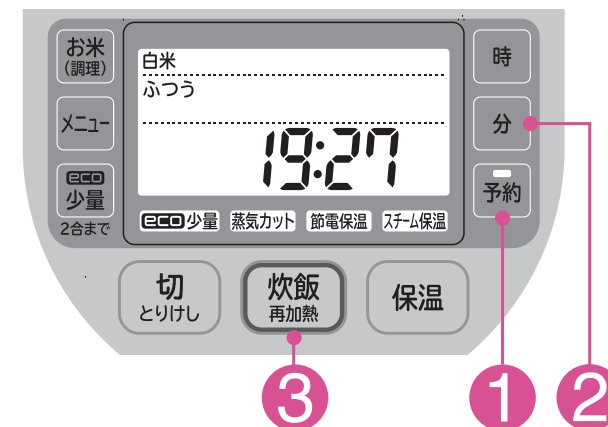 お米
(調理)
メニュー
eco
少量
2合まで
白米
ふつう
19:27
eco少量 蒸気カット 節電保温 スチーム保温
時
分
予約
切
とりけし
炊飯
再加熱
保温
3
1
2